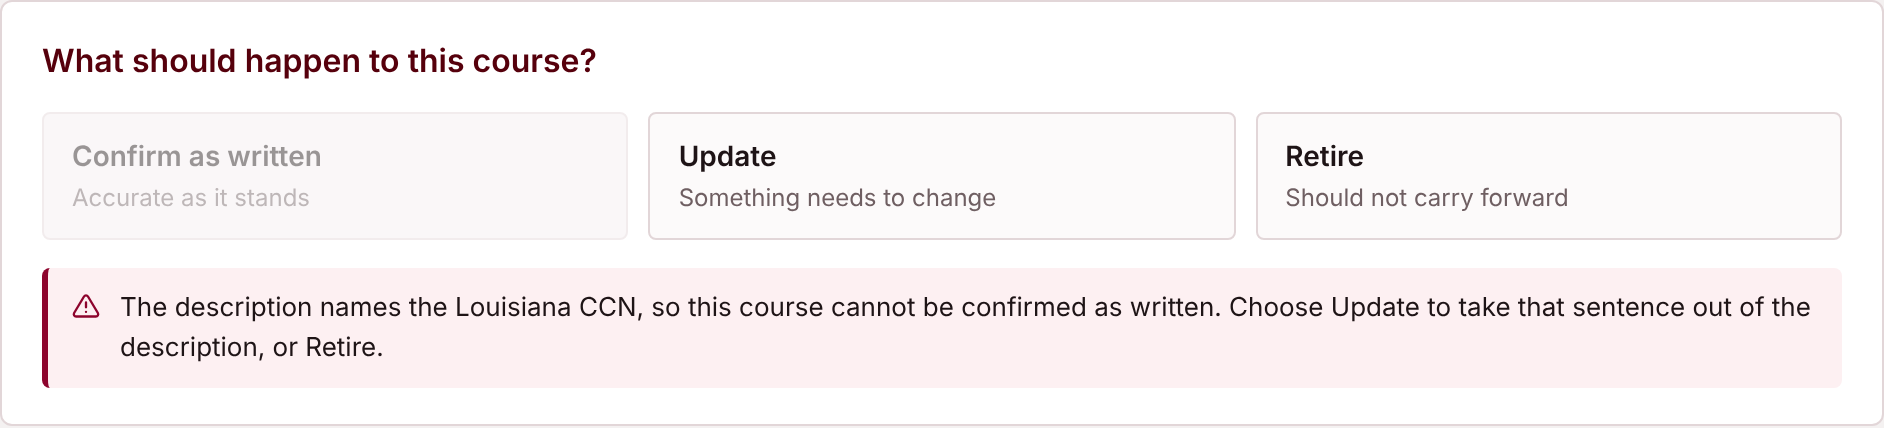 What should happen to this course?
Confirm as written
Accurate as it stands
Update
Something needs to change
Retire
Should not carry forward
The description names the Louisiana CCN, so this course cannot be confirmed as written. Choose Update to take that sentence out of the
description, or Retire.